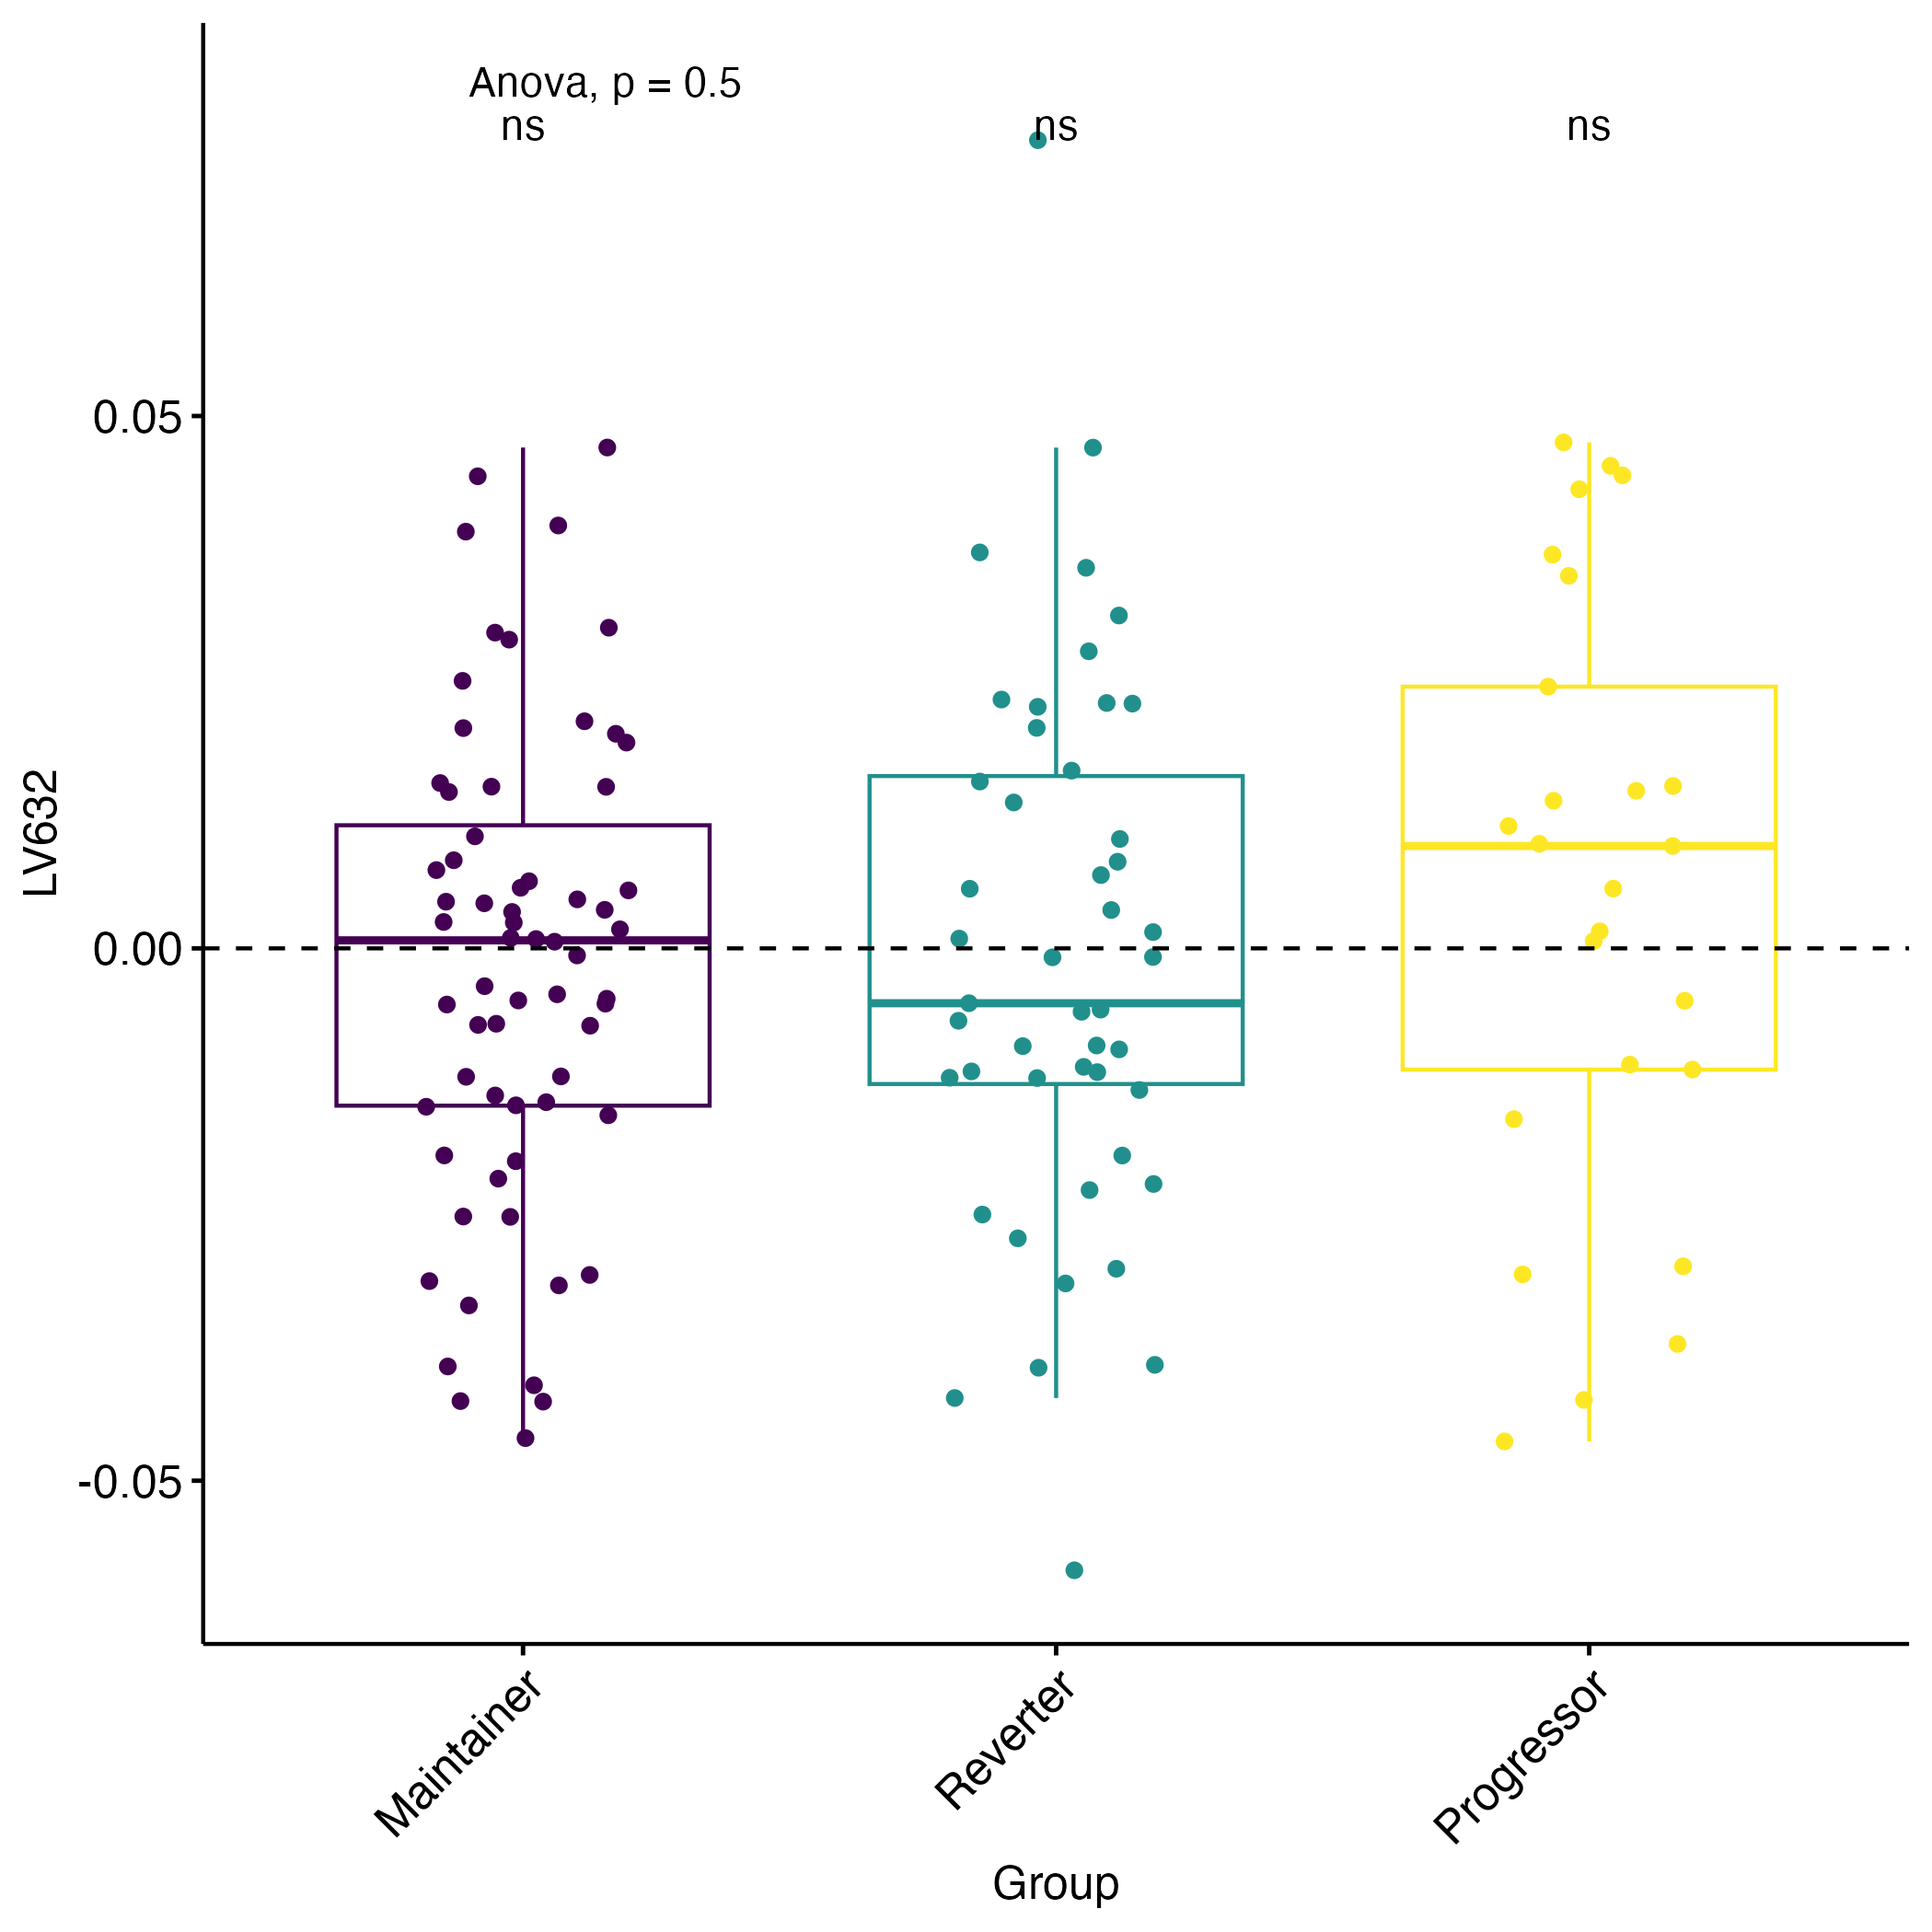 Anova, p = 0.5
ns ns ns
0.05
0.00
-0.05
LV632
Maintainer
Reverter
Progressor
Group